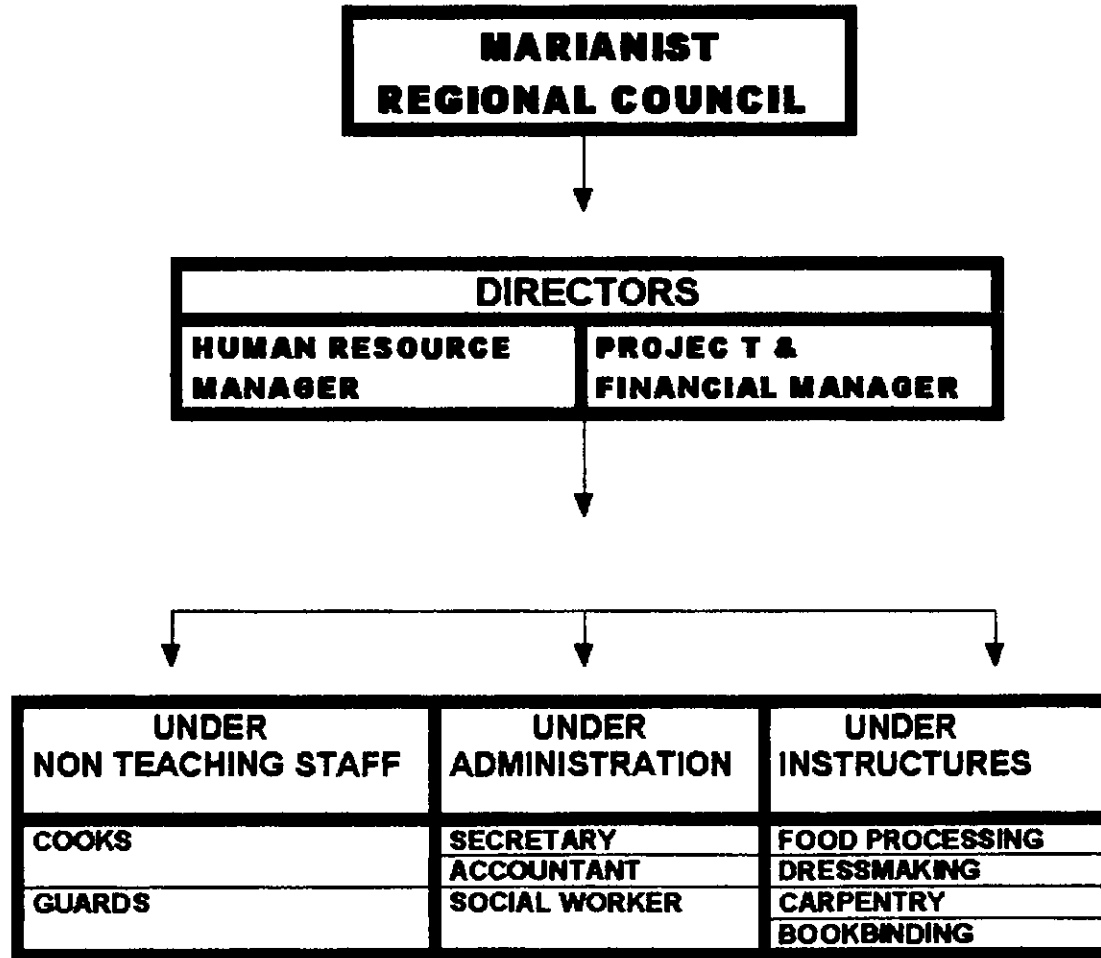 MARIANIST
REGIONAL COUNCIL
DIRECTORS
HUMAN RESOURCE
MANAGER
PROJEC T &
FINANCIAL MANAGER
UNDER
NON TEACHING STAFF
UNDER
ADMINISTRATION
UNDER
INSTRUCTURES
COOKS
GUARDS
SECRETARY
ACCOUNTANT
SOCIAL WORKER
FOOD PROCESSING
DRESSMAKING
CARPENTRY
BOOKBINDING